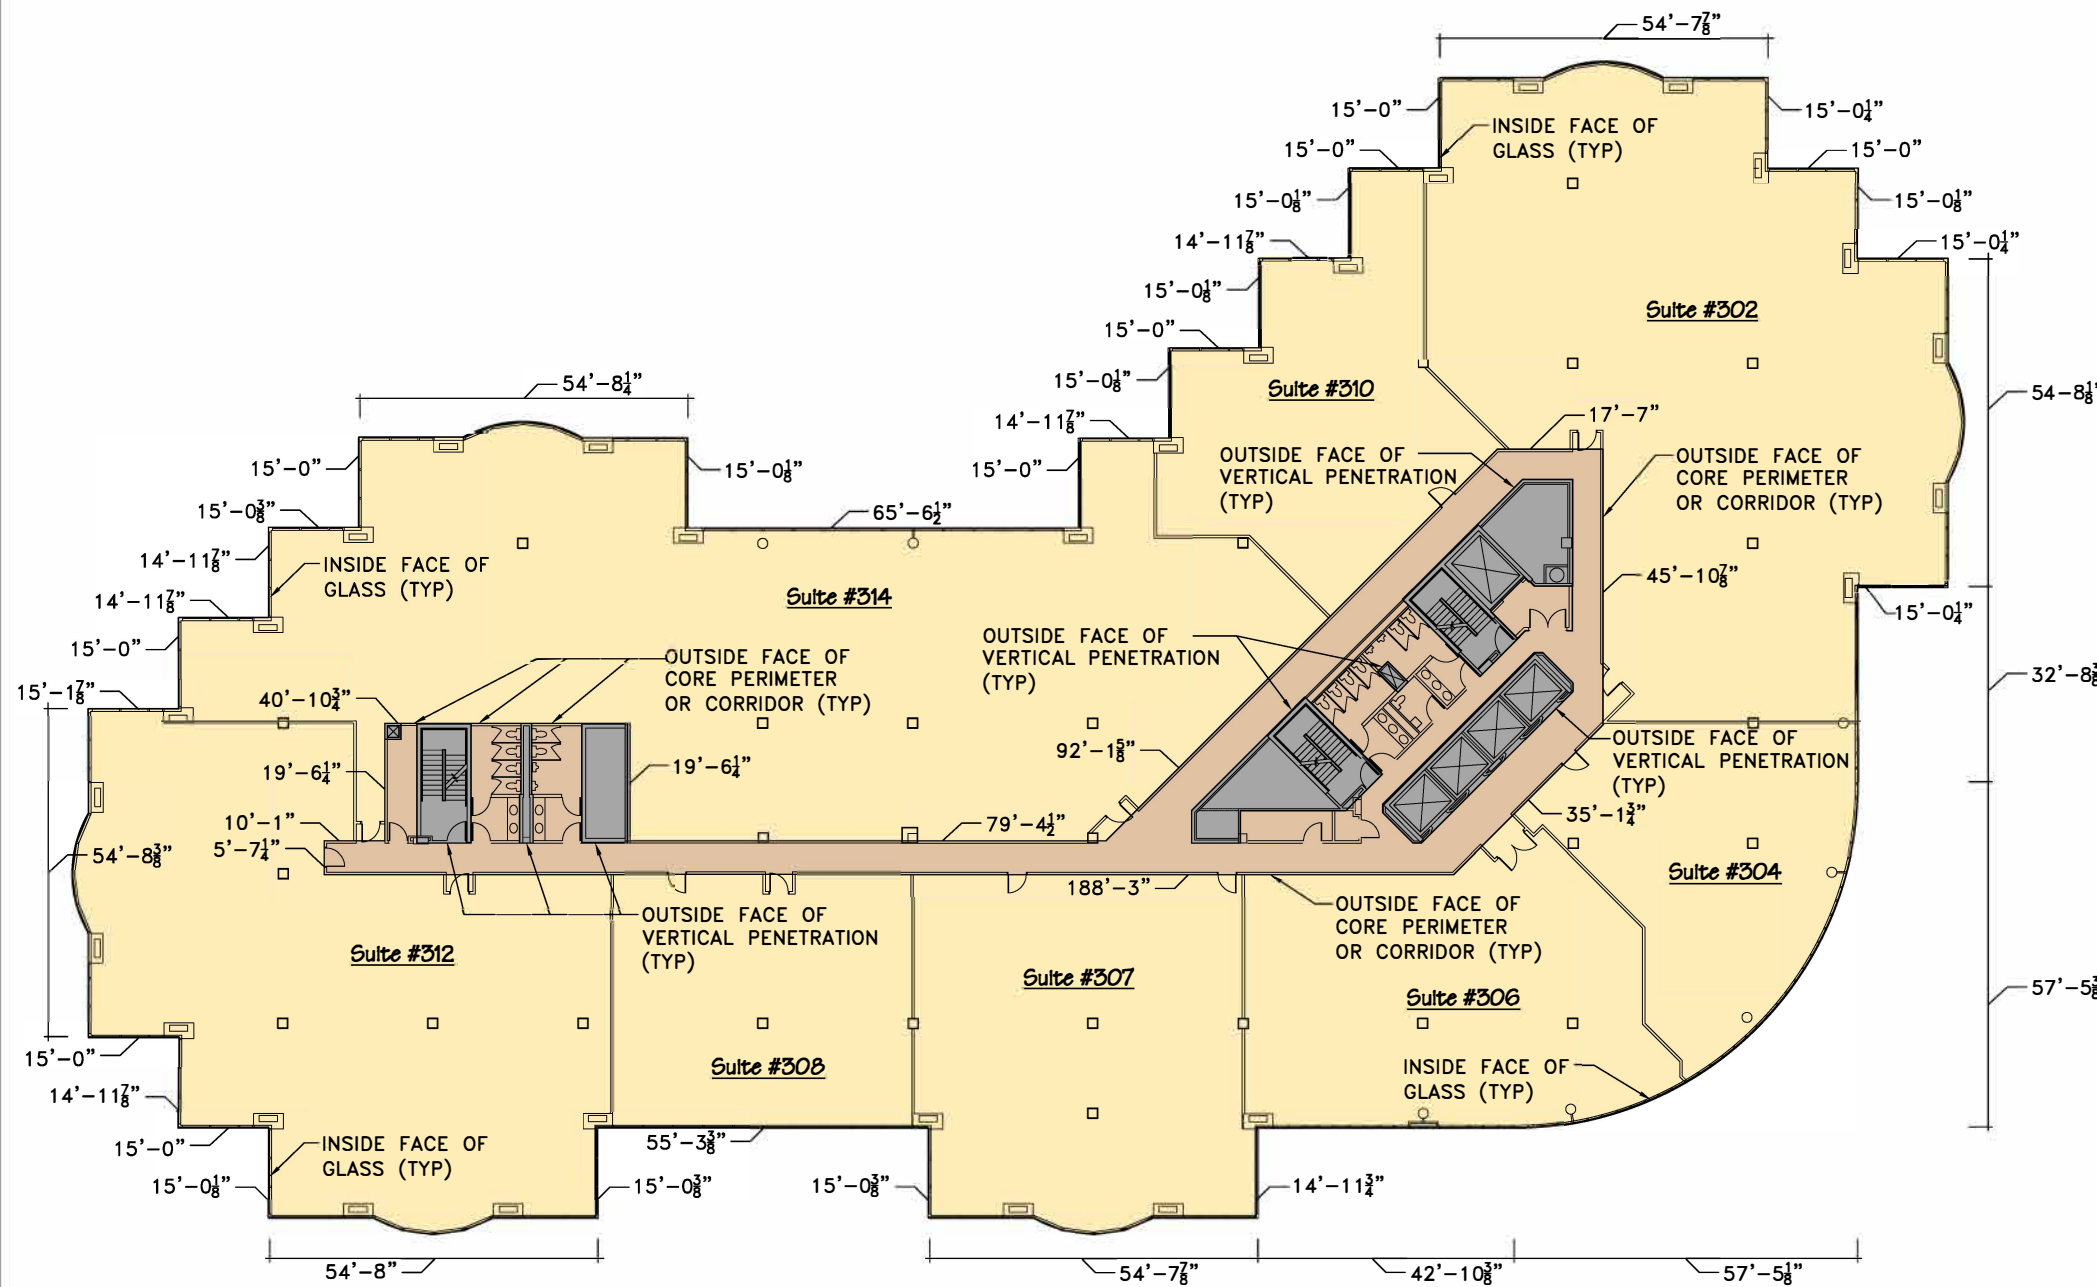 54'-7⅞"
15'-0"
15'-0¼"
INSIDE FACE OF
GLASS (TYP)
15'-0"
15'-0"
15'-0⅛"
15'-0⅛"
14'-11⅞"
15'-0¼"
15'-0⅛"
Suite #302
15'-0"
54'-8¼"
15'-0⅛"
Suite #310
54-8⅛'
14'-11⅞"
17'-7"
15'-0"
15'-0⅛"
15'-0"
OUTSIDE FACE OF
VERTICAL PENETRATION
(TYP)
OUTSIDE FACE OF
CORE PERIMETER
OR CORRIDOR (TYP)
15'-0⅜"
65'-6½"
14'-11⅞"
INSIDE FACE OF
GLASS (TYP)
45'-10⅞"
14'-11⅞"
Suite #314
15'-0¼"
15'-0"
OUTSIDE FACE OF
VERTICAL PENETRATION
(TYP)
OUTSIDE FACE OF
CORE PERIMETER
OR CORRIDOR (TYP)
32'-8⅜
15'-1⅞"
40'-10¾"
OUTSIDE FACE OF
VERTICAL PENETRATION
(TYP)
19'-6¼"
19'-6¼"
92'-1⅝"
10'-1"
79'-4½"
35'-1¾"
5'-7¼"
54'-8⅜"
Suite #304
188'-3"
OUTSIDE FACE OF
VERTICAL PENETRATION
(TYP)
OUTSIDE FACE OF
CORE PERIMETER
OR CORRIDOR (TYP)
Suite #312
Suite #307
57'-5⅜
Suite #306
15'-0"
Suite #308
INSIDE FACE OF
GLASS (TYP)
14'-11⅞"
15'-0"
INSIDE FACE OF
GLASS (TYP)
55'-3⅜"
15'-0⅛"
15'-0⅜"
15'-0⅜"
14'-11¾"
54'-8"
54'-7⅞"
42'-10⅜"
57'-5⅛"